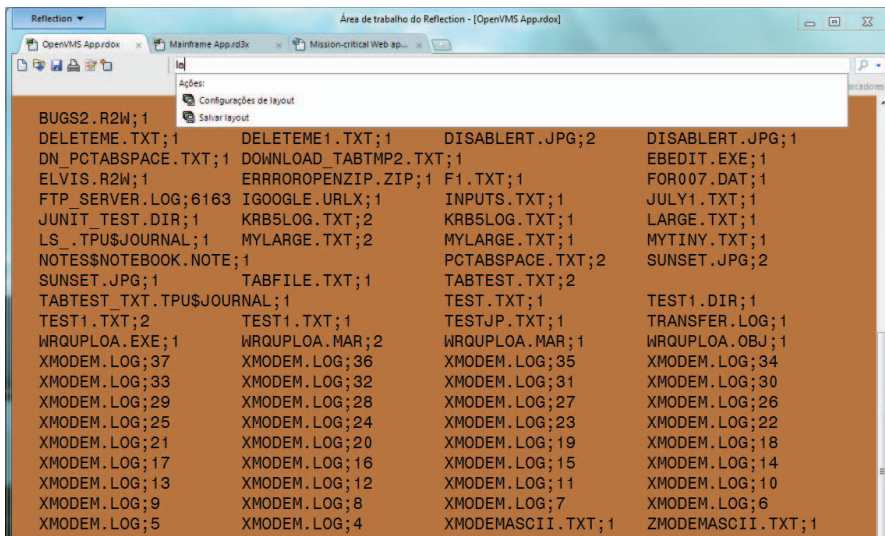 Reflection
Área de trabalho do Reflection - [OpenVMS App.rdox]
OpenVMS App.rdox Mainframe App.rd3x Mission-critical Web ap...
lo
Ações:
Configurações de layout
Salvar layout
arcadores
BUGS2.R2W;1
DELETEME.TXT;1 DELETEME1.TXT;1 DISABLERT.JPG;2 DISABLERT.JPG;1
DN_PCTABSPACE.TXT;1 DOWNLOAD_TABTMP2.TXT;1 EBEDIT.EXE;1
ELVIS.R2W;1 ERRROROPENZIP.ZIP;1 F1.TXT;1 FOR007.DAT;1
FTP_SERVER.LOG;6163 IGOOGLE.URLX;1 INPUTS.TXT;1 JULY1.TXT;1
JUNIT_TEST.DIR;1 KRB5LOG.TXT;2 KRB5LOG.TXT;1 LARGE.TXT;1
LS_.TPU$JOURNAL;1 MYLARGE.TXT;2 MYLARGE.TXT;1 MYTINY.TXT;1
NOTES$NOTEBOOK.NOTE;1 PCTABSPACE.TXT;2 SUNSET.JPG;2
SUNSET.JPG;1 TABFILE.TXT;1 TABTEST.TXT;2
TABTEST_TXT.TPU$JOURNAL;1 TEST.TXT;1 TEST1.DIR;1
TEST1.TXT;2 TEST1.TXT;1 TESTJP.TXT;1 TRANSFER.LOG;1
WRQUPLOA.EXE;1 WRQUPLOA.MAR;2 WRQUPLOA.MAR;1 WRQUPLOA.OBJ;1
XMODEM.LOG;37 XMODEM.LOG;36 XMODEM.LOG;35 XMODEM.LOG;34
XMODEM.LOG;33 XMODEM.LOG;32 XMODEM.LOG;31 XMODEM.LOG;30
XMODEM.LOG;29 XMODEM.LOG;28 XMODEM.LOG;27 XMODEM.LOG;26
XMODEM.LOG;25 XMODEM.LOG;24 XMODEM.LOG;23 XMODEM.LOG;22
XMODEM.LOG;21 XMODEM.LOG;20 XMODEM.LOG;19 XMODEM.LOG;18
XMODEM.LOG;17 XMODEM.LOG;16 XMODEM.LOG;15 XMODEM.LOG;14
XMODEM.LOG;13 XMODEM.LOG;12 XMODEM.LOG;11 XMODEM.LOG;10
XMODEM.LOG;9 XMODEM.LOG;8 XMODEM.LOG;7 XMODEM.LOG;6
XMODEM.LOG;5 XMODEM.LOG;4 XMODEMASCII.TXT;1 ZMODEMASCII.TXT;1